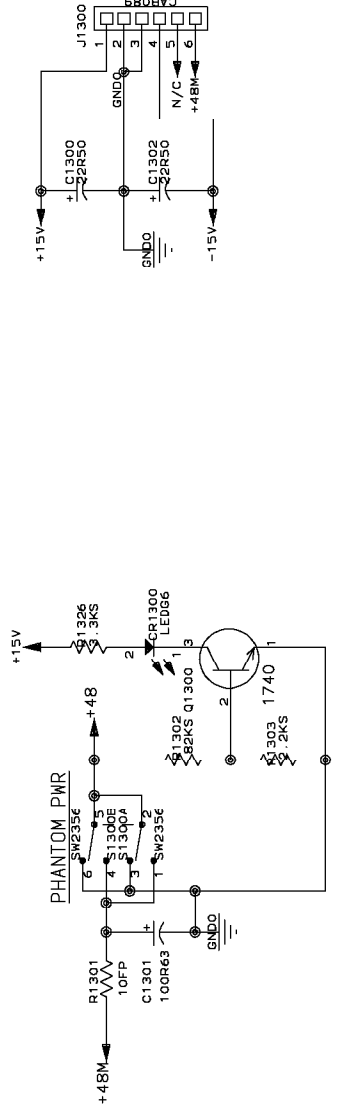 J1300
1
2
3
4
5
6
GNDO
N/C
+48M
C1300
22R50
C1302
22R50
+
+
+15V
GNDO
-15V
+15V
R1326
3.3KS
CR1300
LEDG6
2
1
3
Q1300
2
1
1740
R1302
82KS
R1303
2.2KS
+48
PHANTOM PWR
SW2356
5
S1300E
S1300A
2
SW2356
6
4
3
1
R1301
10FP
C1301
100R63
+
GNDO
+48M